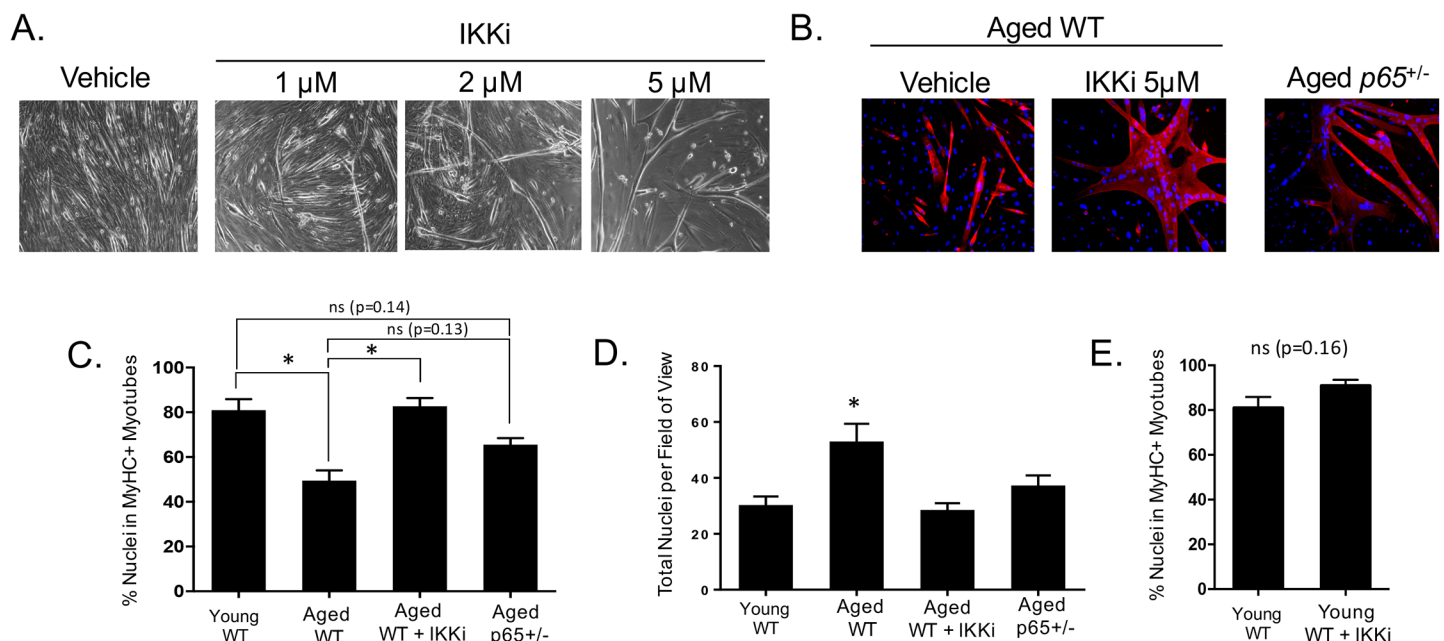 A.
IKKi
Vehicle
1 µM
2 µM
5 µM
B.
Aged WT
Vehicle
IKKi 5µM
Aged p65+/-
C.
ns (p=0.14)
ns (p=0.13)
*
*
% Nuclei in MyHC+ Myotubes
100
80
60
40
20
0
Young
WT
Aged
WT
Aged
WT + IKKi
Aged
p65+/-
D.
Total Nuclei per Field of View
80
60
40
20
0
*
Young
WT
Aged
WT
Aged
WT + IKKi
Aged
p65+/-
E.
ns (p=0.16)
% Nuclei in MyHC+ Myotubes
100
80
60
40
20
0
Young
WT
Young
WT + IKKi